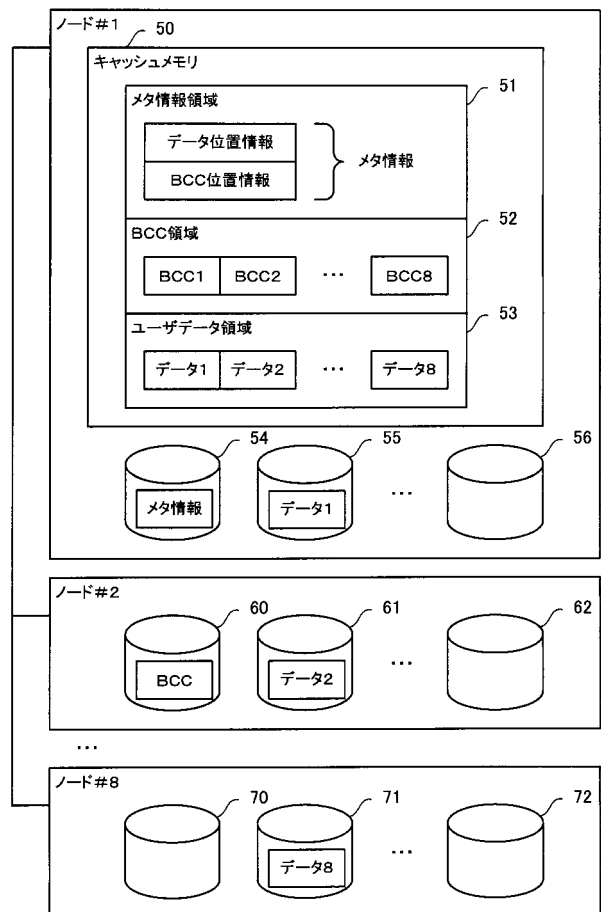 ノード#1
50
キャッシュメモリ
51
メタ情報領域
データ位置情報
BCC位置情報
メタ情報
52
BCC領域
BCC1 BCC2 … BCC8
53
ユーザデータ領域
データ1 データ2 … データ8
54 55 56
メタ情報 データ1 …
ノード#2
60 61 62
BCC データ2 …
…
ノード#8
70 71 72
データ8 …